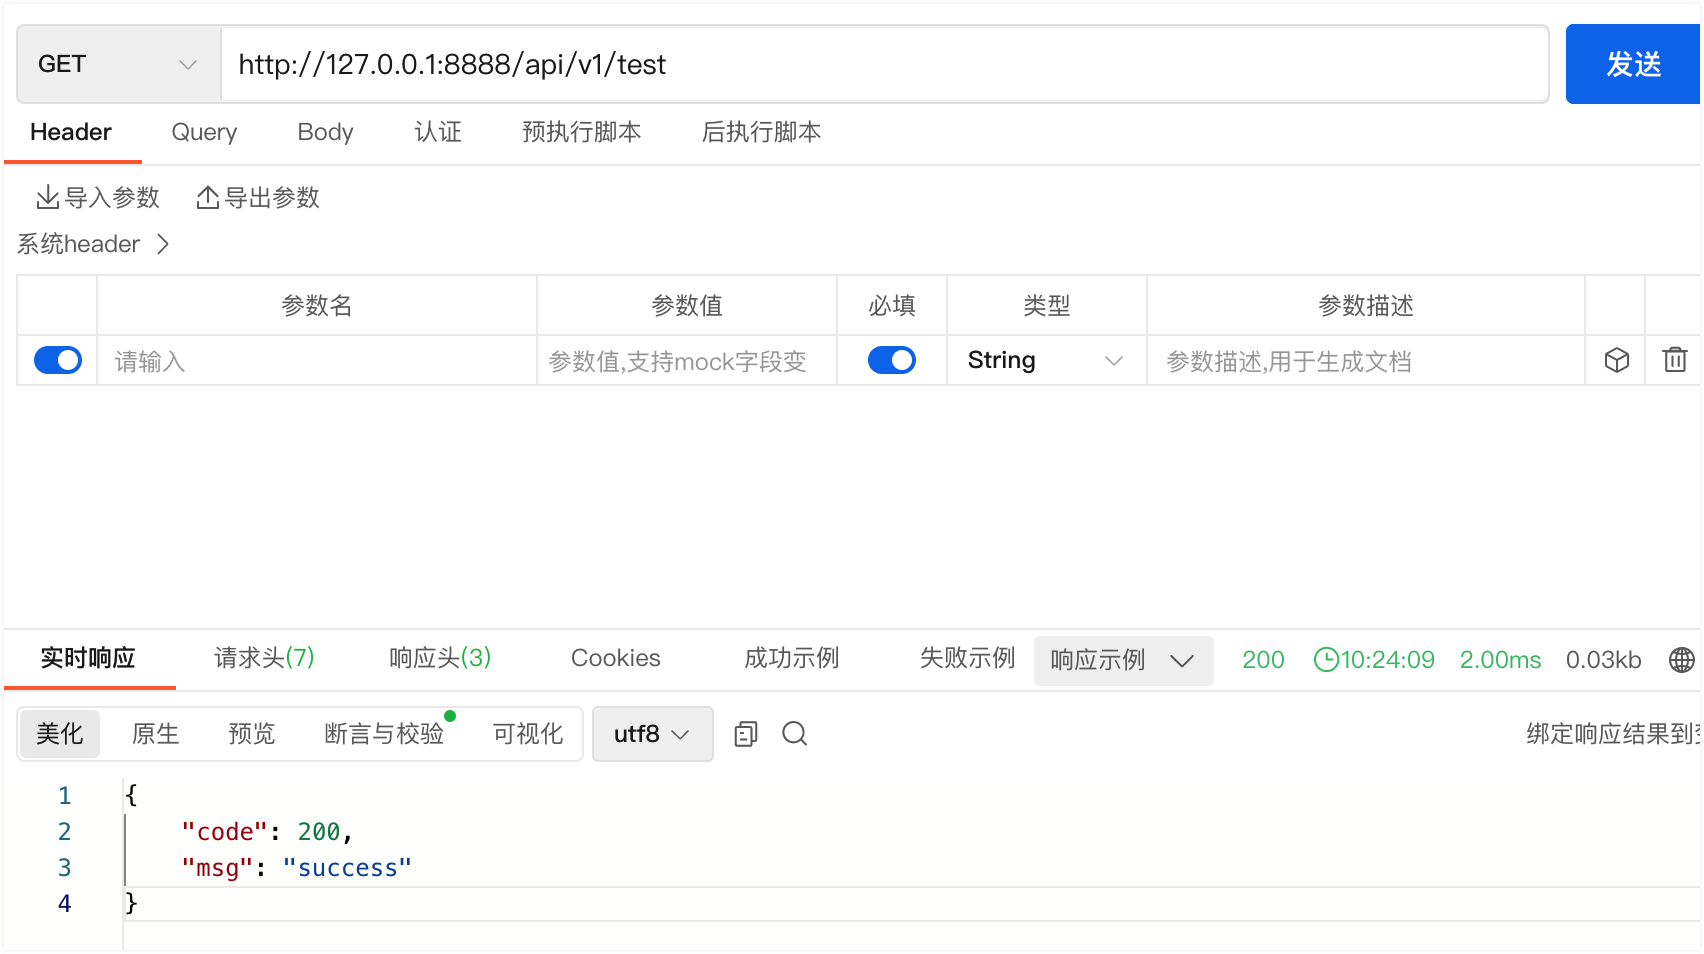 GET http://127.0.0.1:8888/api/v1/test 发送
Header Query Body 认证 预执行脚本 后执行脚本
导入参数 导出参数
系统header
参数名 参数值 必填 类型 参数描述
请输入 参数值,支持mock字段变 String 参数描述,用于生成文档
实时响应 请求头(7) 响应头(3) Cookies 成功示例 失败示例 响应示例 200 10:24:09 2.00ms 0.03kb
美化 原生 预览 断言与校验 可视化 utf8 绑定响应结果到
1 {
2 "code": 200,
3 "msg": "success"
4 }